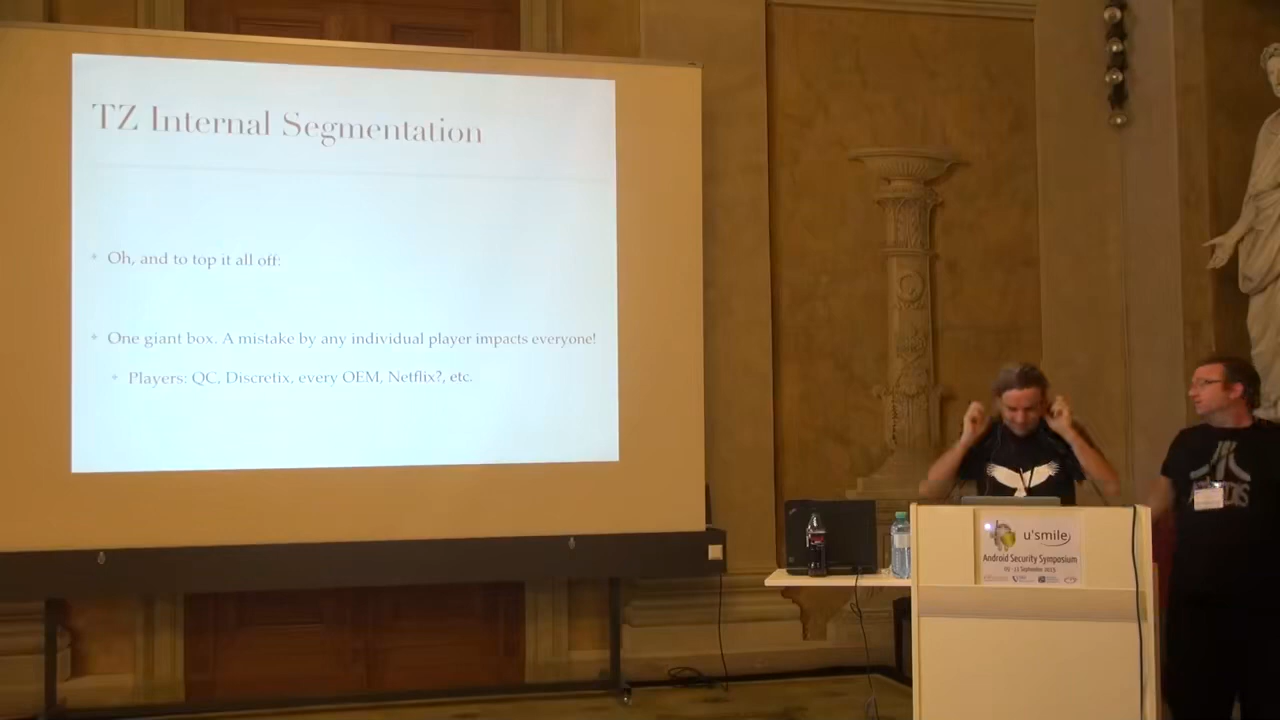 TZ Internal Segmentation
Oh, and to top it all off:
One giant box. A mistake by any individual player impacts everyone!
Players: QC, Discretix, every OEM, Netflix?, etc.
u'smile
Android Security Symposium